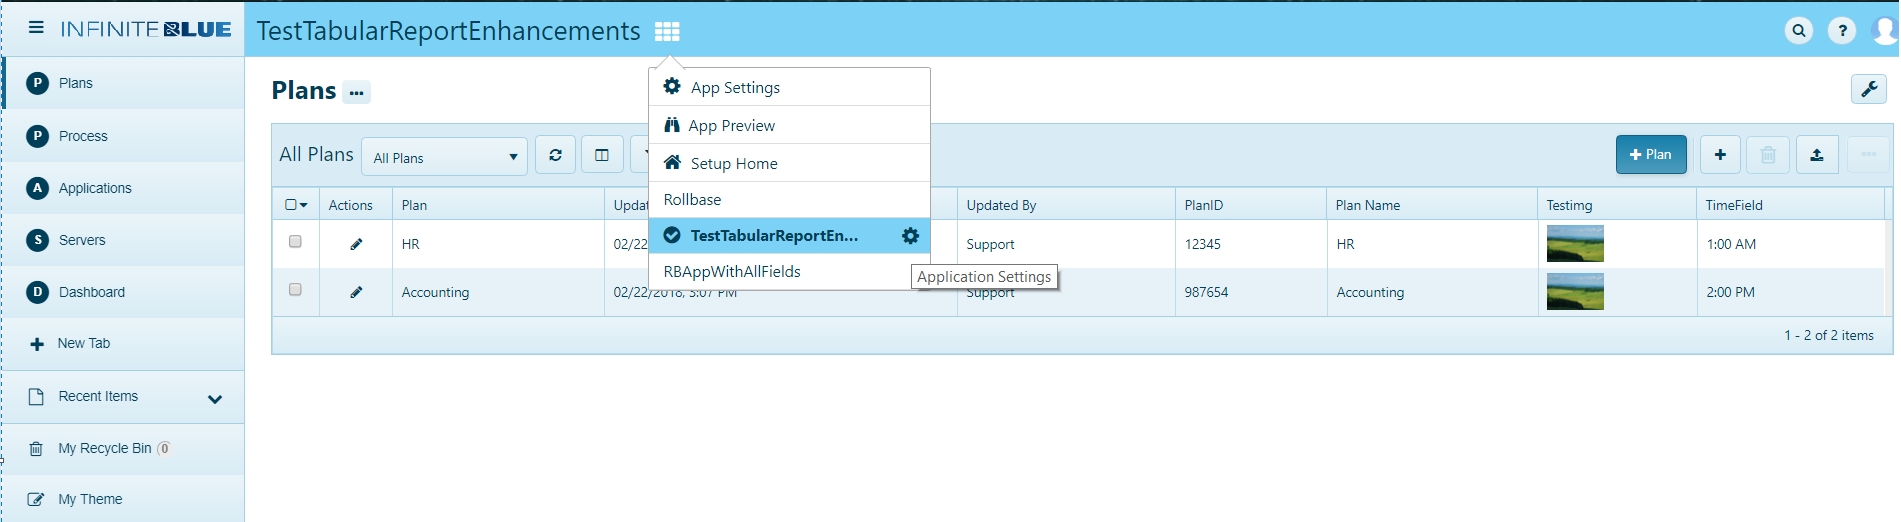 INFINITEBLUE
TestTabularReportEnhancements
?
P Plans
P Process
A Applications
S Servers
D Dashboard
New Tab
Recent Items
My Recycle Bin 0
My Theme
Plans
App Settings
App Preview
Setup Home
Rollbase
TestTabularReportEn...
RBAppWithAllFields
Application Settings
All Plans All Plans + Plan
Actions Plan Updat Updated By PlanID Plan Name Testimg TimeField
HR 02/22 Support 12345 HR 1:00 AM
Accounting 02/22/2018, 3:07 PM Support 987654 Accounting 2:00 PM
1 - 2 of 2 items